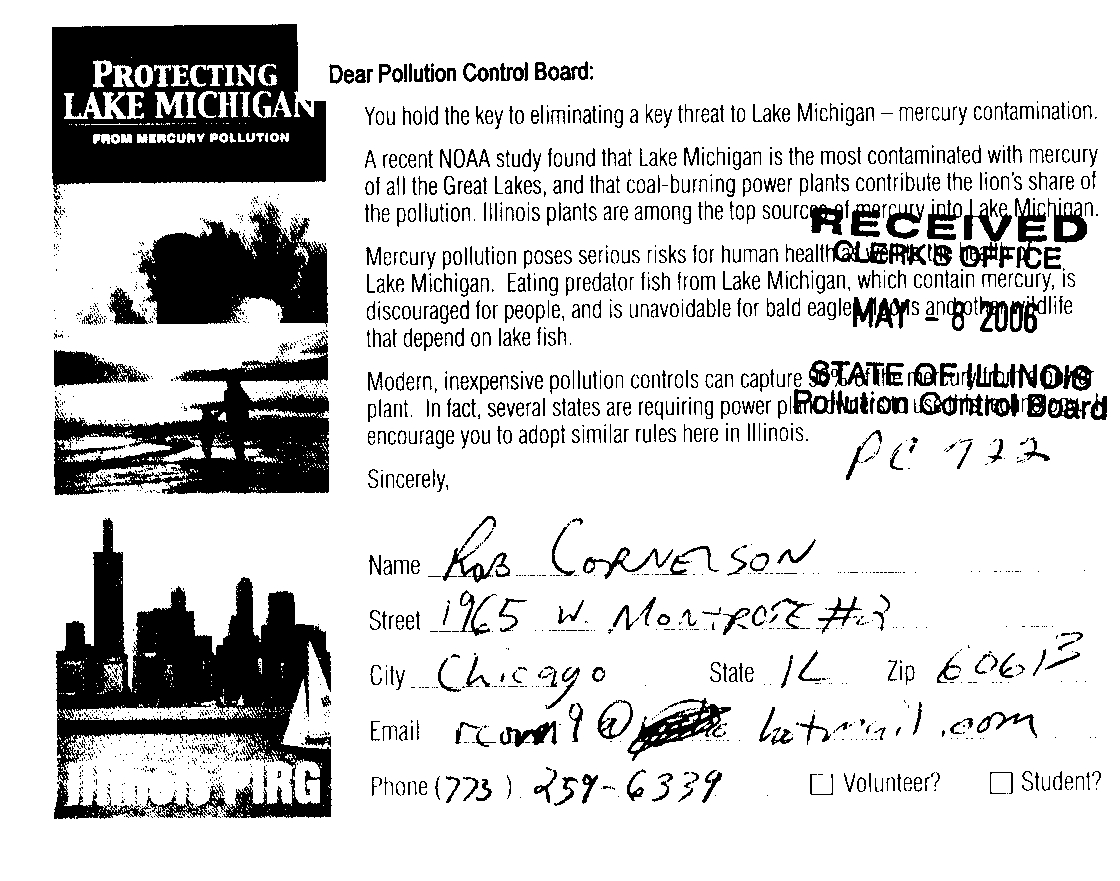 PROTECTING
LAKE MICHIGAN
FROM MERCURY POLLUTION
Dear Pollution Control Board:
You hold the key to eliminating a key threat to Lake Michigan – mercury contamination.
A recent NOAA study found that Lake Michigan is the most contaminated with mercury
of all the Great Lakes, and that coal-burning power plants contribute the lion's share of
the pollution. Illinois plants are among the top sources of mercury into Lake Michigan.
Mercury pollution poses serious risks for human health
Lake Michigan. Eating predator fish from Lake Michigan, which contain mercury, is
discouraged for people, and is unavoidable for bald eagles and other wildlife
that depend on lake fish.
Modern, inexpensive pollution controls can capture of the mercury
plant. In fact, several states are requiring power
encourage you to adopt similar rules here in Illinois.
RECEIVED
CLERK'S OFFICE
MAY - 8 2006
STATE OF ILLINOIS
Pollution Control Board
PC 722
Sincerely,
Name ROB CORNELSON
Street 1965 W. MONTROSE #2
City Chicago State IL Zip 60613
Email hotmail.com
Phone (773) 259-6339 Volunteer? Student?
Illinois PIRG